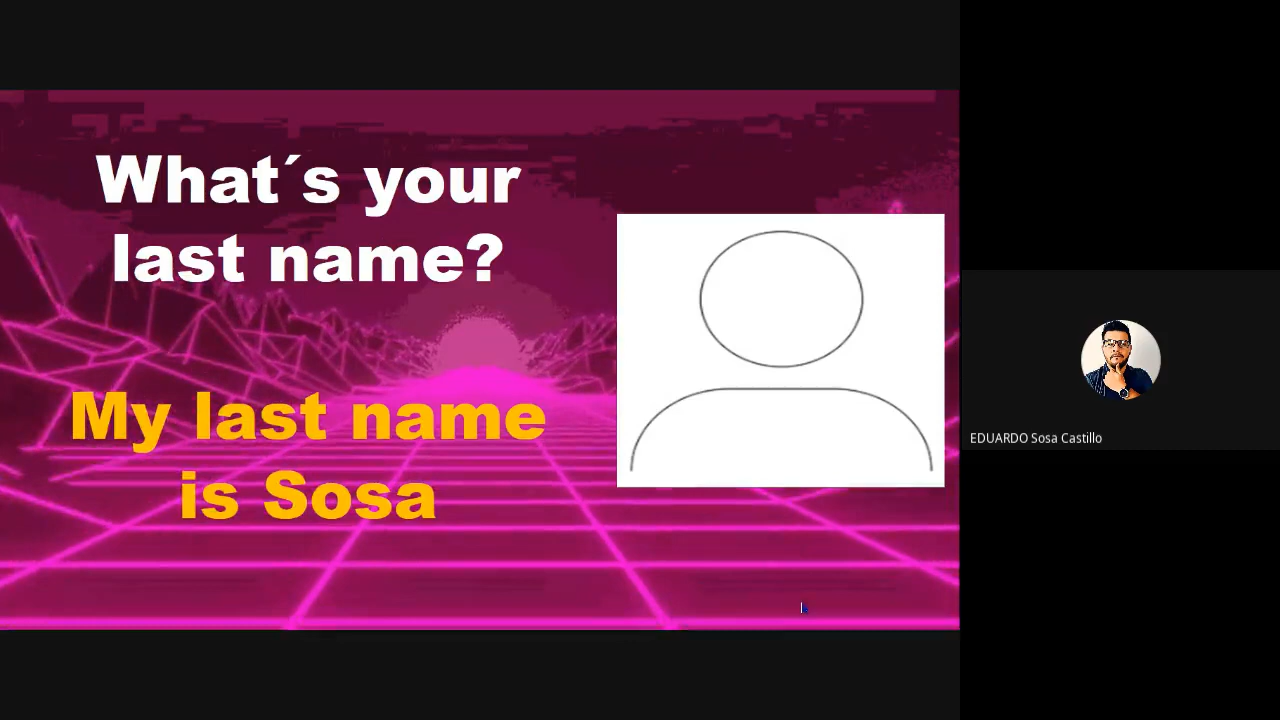 What´s your
last name?
My last name
is Sosa
EDUARDO Sosa Castillo